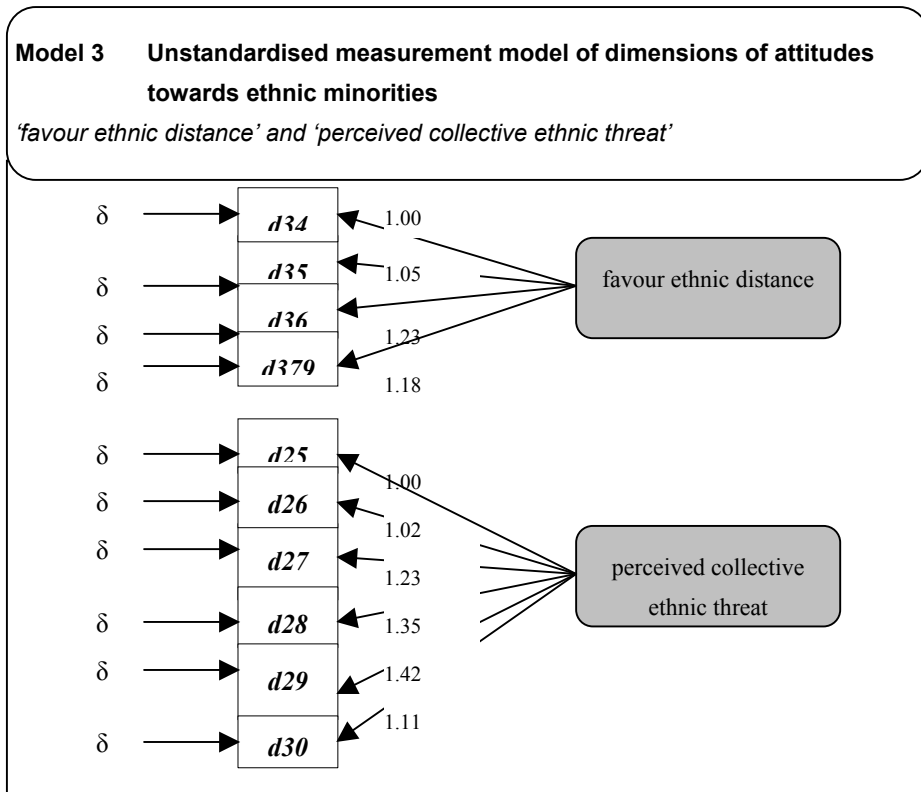 Model 3 Unstandardised measurement model of dimensions of attitudes
towards ethnic minorities
‘favour ethnic distance’ and ‘perceived collective ethnic threat’
δ d34 1.00
d35 1.05
favour ethnic distance
δ d36
δ 1.23
d379
δ 1.18
δ d25
1.00
δ d26
1.02
δ d27
1.23
perceived collective
ethnic threat
δ d28 1.35
δ d29 1.42
1.11
δ d30